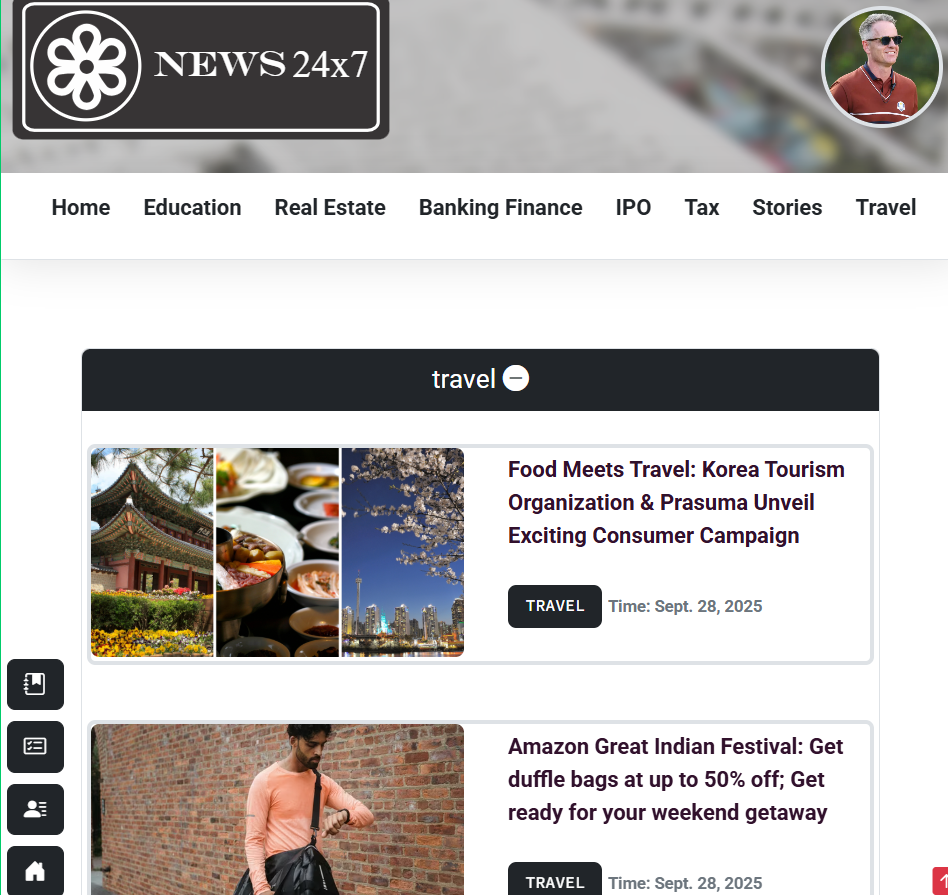 NEWS 24x7
Home Education Real Estate Banking Finance IPO Tax Stories Travel
travel
Food Meets Travel: Korea Tourism
Organization & Prasuma Unveil
Exciting Consumer Campaign
TRAVEL Time: Sept. 28, 2025
Amazon Great Indian Festival: Get
duffle bags at up to 50% off; Get
ready for your weekend getaway
TRAVEL Time: Sept. 28, 2025